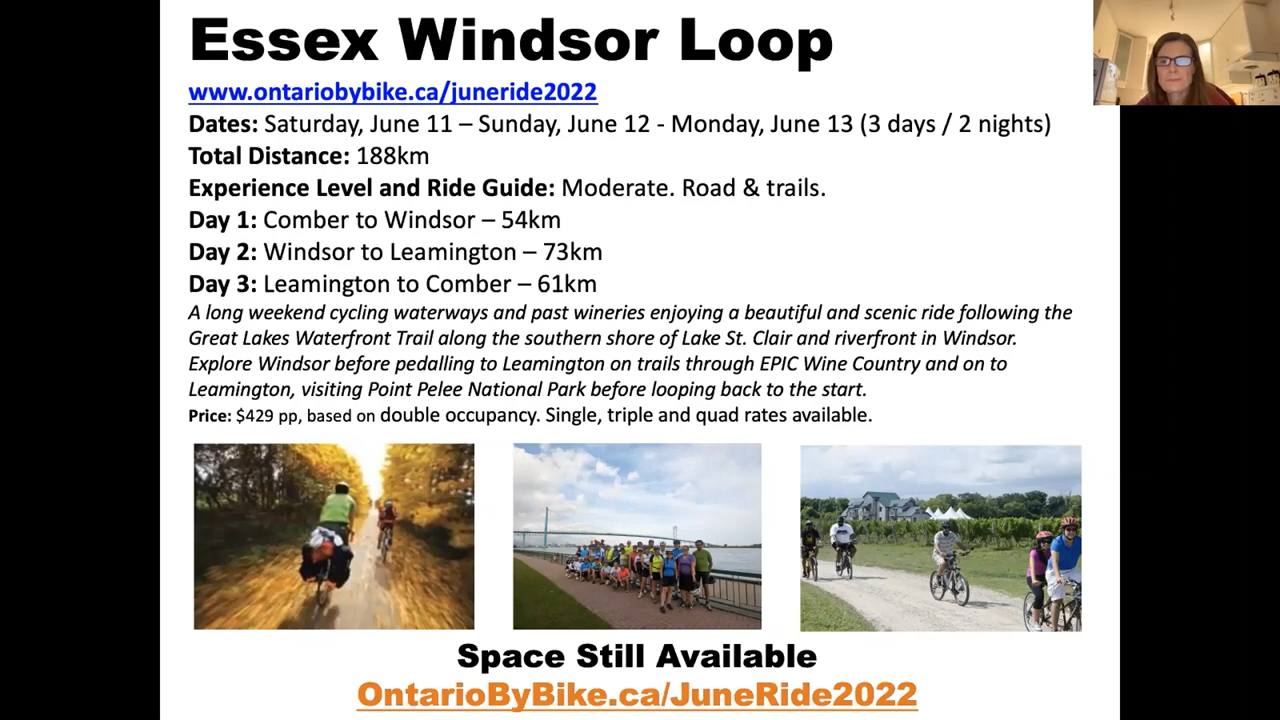 Essex Windsor Loop
www.ontariobybike.ca/juneride2022
Dates: Saturday, June 11 – Sunday, June 12 - Monday, June 13 (3 days / 2 nights)
Total Distance: 188km
Experience Level and Ride Guide: Moderate. Road & trails.
Day 1: Comber to Windsor – 54km
Day 2: Windsor to Leamington – 73km
Day 3: Leamington to Comber – 61km
A long weekend cycling waterways and past wineries enjoying a beautiful and scenic ride following the
Great Lakes Waterfront Trail along the southern shore of Lake St. Clair and riverfront in Windsor.
Explore Windsor before pedalling to Leamington on trails through EPIC Wine Country and on to
Leamington, visiting Point Pelee National Park before looping back to the start.
Price: $429 pp, based on double occupancy. Single, triple and quad rates available.
Space Still Available
OntarioByBike.ca/JuneRide2022